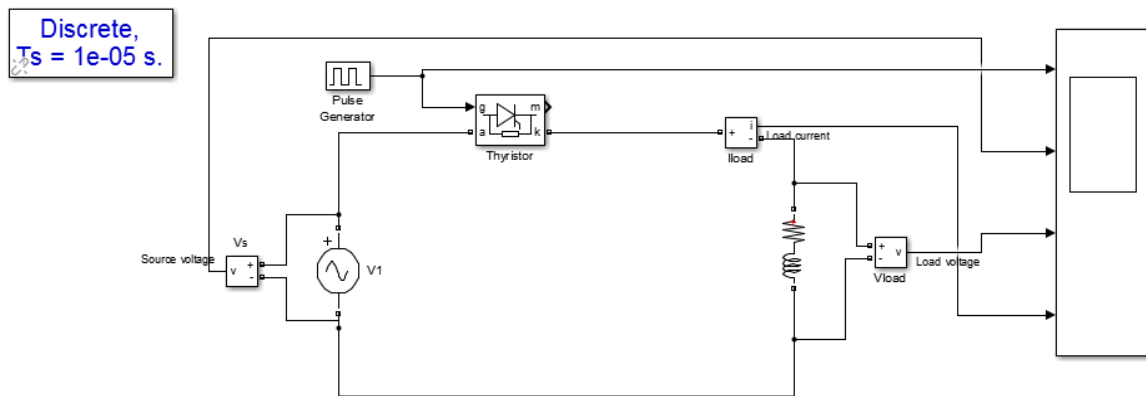 Discrete,
Ts = 1e-05 s.
Pulse
Generator
g
m
a
k
Thyristor
+
i
-
Load current
Iload
Vs
Source voltage
v
+
-
+
V1
+
-
v
Load voltage
Vload